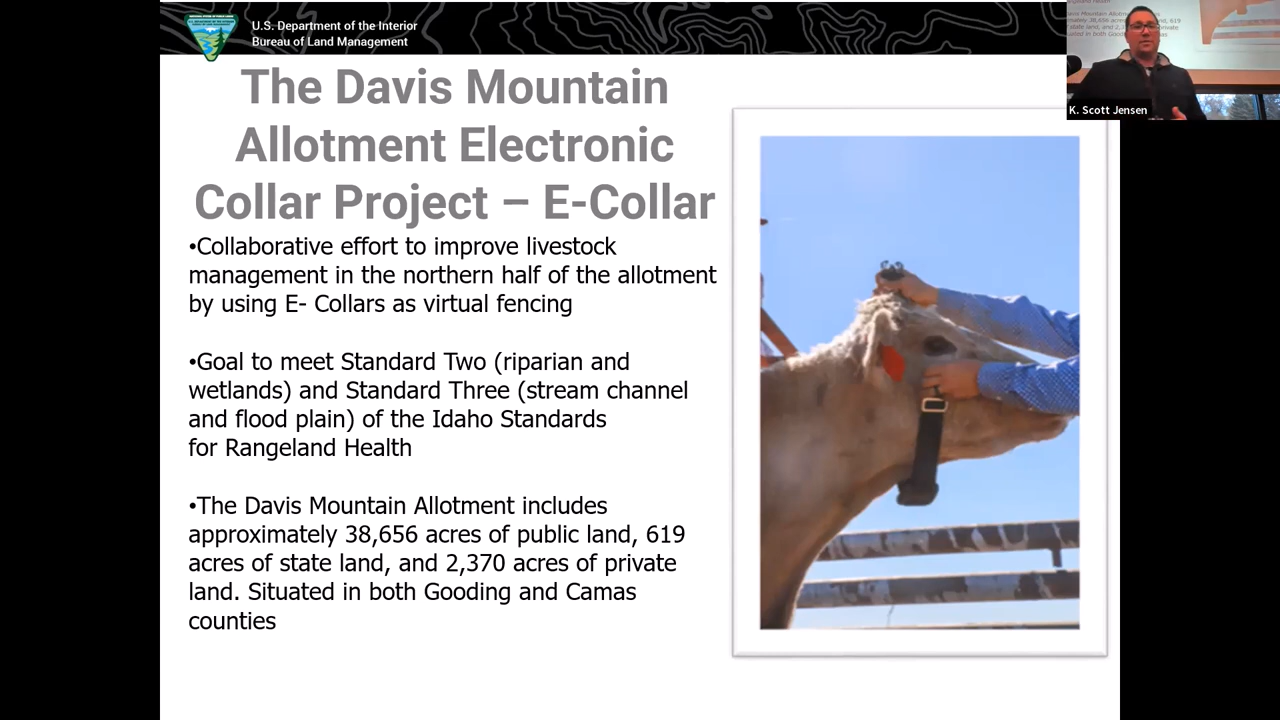 U.S. Department of the Interior
Bureau of Land Management
The Davis Mountain
Allotment Electronic
Collar Project – E-Collar
•Collaborative effort to improve livestock
management in the northern half of the allotment
by using E- Collars as virtual fencing
•Goal to meet Standard Two (riparian and
wetlands) and Standard Three (stream channel
and flood plain) of the Idaho Standards
for Rangeland Health
•The Davis Mountain Allotment includes
approximately 38,656 acres of public land, 619
acres of state land, and 2,370 acres of private
land. Situated in both Gooding and Camas
counties
K. Scott Jensen